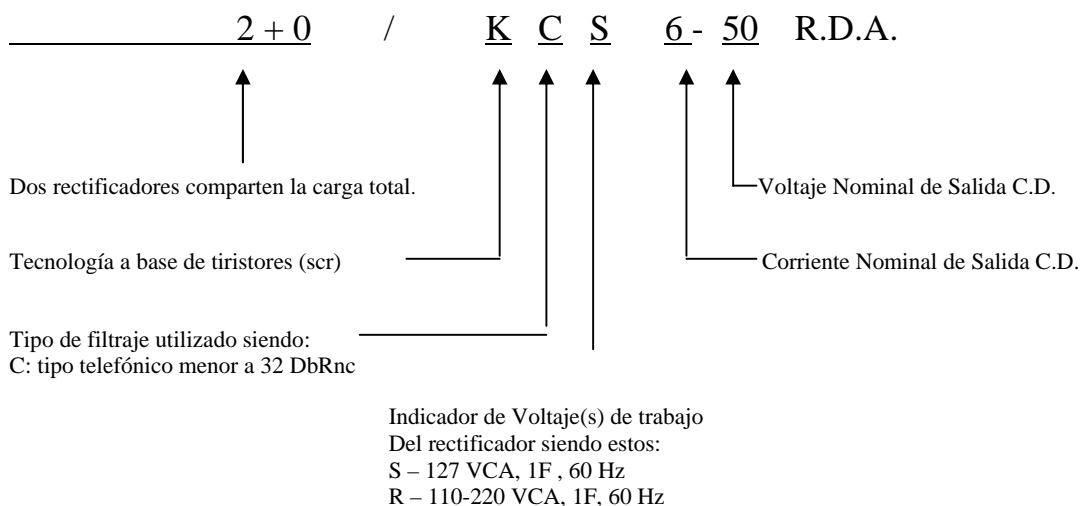 2 + 0 / K C S 6 - 50 R.D.A.
Dos rectificadores comparten la carga total.
Voltaje Nominal de Salida C.D.
Tecnología a base de tiristores (scr)
Corriente Nominal de Salida C.D.
Tipo de filtraje utilizado siendo:
C: tipo telefónico menor a 32 DbRnc
Indicador de Voltaje(s) de trabajo
Del rectificador siendo estos:
S – 127 VCA, 1F , 60 Hz
R – 110-220 VCA, 1F, 60 Hz